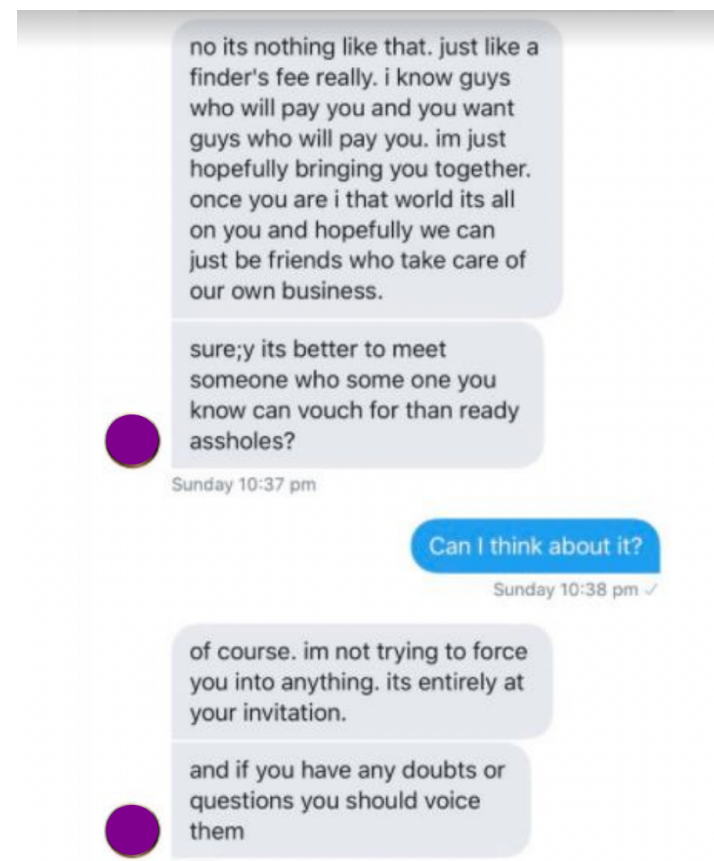 no its nothing like that. just like a
finder's fee really. i know guys
who will pay you and you want
guys who will pay you. im just
hopefully bringing you together.
once you are i that world its all
on you and hopefully we can
just be friends who take care of
our own business.
sure;y its better to meet
someone who some one you
know can vouch for than ready
assholes?
Sunday 10:37 pm
Can I think about it?
Sunday 10:38 pm ✓
of course. im not trying to force
you into anything. its entirely at
your invitation.
and if you have any doubts or
questions you should voice
them